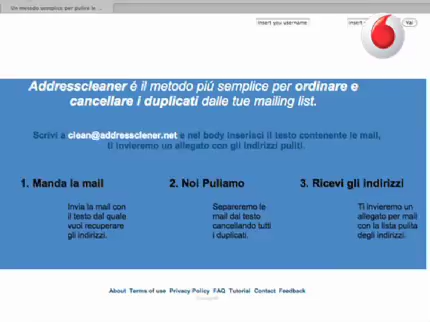 Un metodo semplice per pulire le ...
insert you username
Vai
Addresscleaner é il metodo piú semplice per ordinare e
cancellare i duplicati dalle tue mailing list.
Scrivi a clean@addressclener.net e nel body inserisci il testo contenente le mail,
ti invieremo un allegato con gli indirizzi puliti.
1. Manda la mail
2. Noi Puliamo
3. Ricevi gli indirizzi
Invia la mail con
il testo dal quale
vuoi recuperare
gli indirizzi.
Separeremo le
mail dal testo
cancellando tutti
i duplicati.
Ti invieremo un
allegato per mail
con la lista pulita
degli indirizzi.
About Terms of use Privacy Policy FAQ Tutorial Contact Feedback